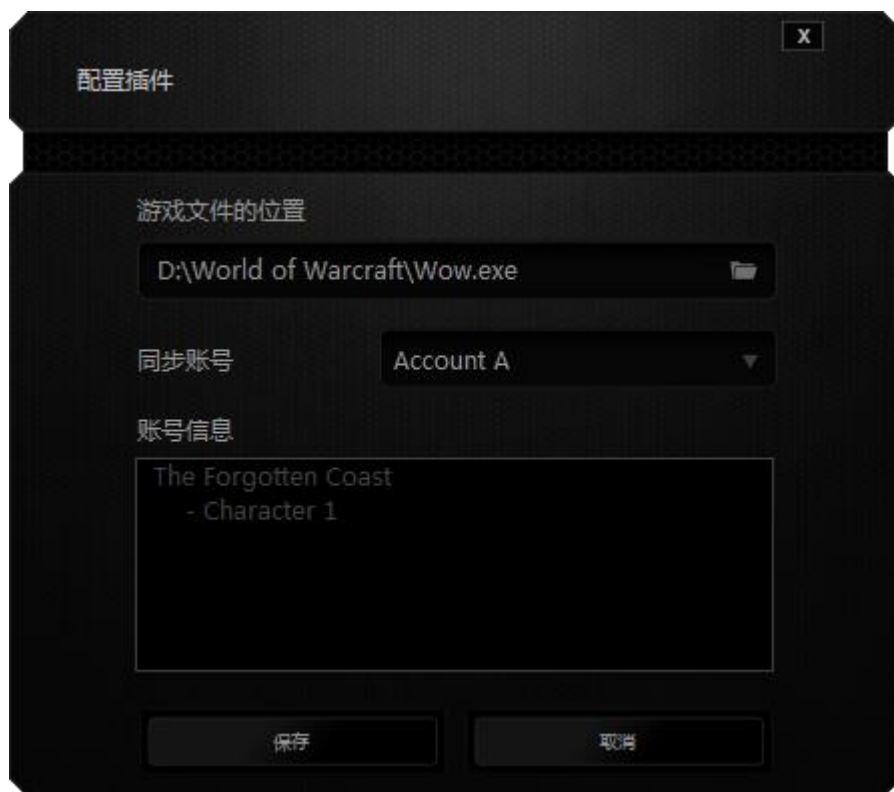 X
配置插件
游戏文件的位置
D:\World of Warcraft\Wow.exe
同步账号 Account A
账号信息
The Forgotten Coast
- Character 1
保存 取消